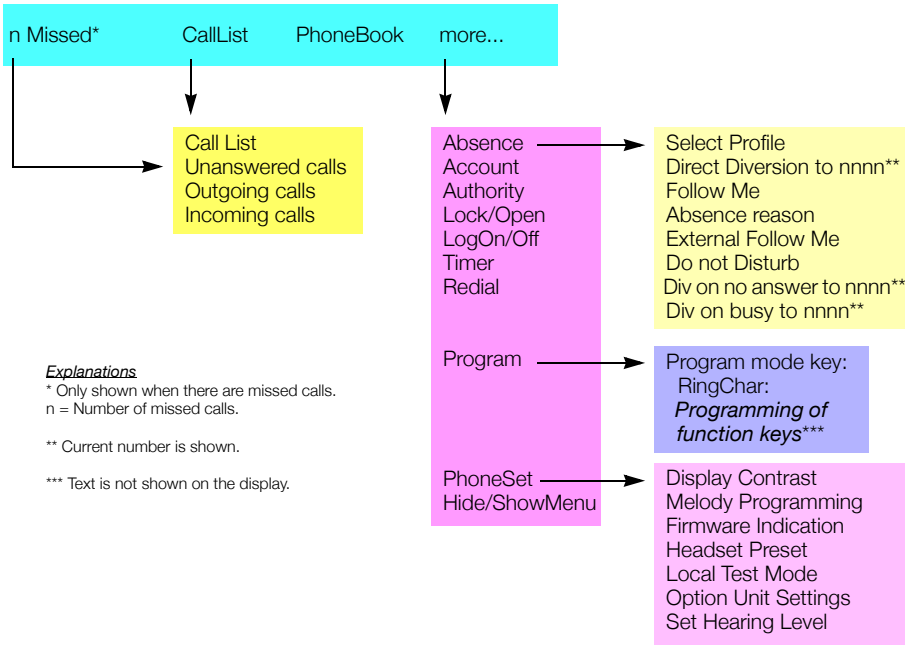 n Missed*
CallList
PhoneBook
more...
Call List
Unanswered calls
Outgoing calls
Incoming calls
Absence
Account
Authority
Lock/Open
LogOn/Off
Timer
Redial
Program
PhoneSet
Hide/ShowMenu
Select Profile
Direct Diversion to nnnn**
Follow Me
Absence reason
External Follow Me
Do not Disturb
Div on no answer to nnnn**
Div on busy to nnnn**
Program mode key:
RingChar:
Programming of
function keys***
Display Contrast
Melody Programming
Firmware Indication
Headset Preset
Local Test Mode
Option Unit Settings
Set Hearing Level
Explanations
* Only shown when there are missed calls.
n = Number of missed calls.
** Current number is shown.
*** Text is not shown on the display.